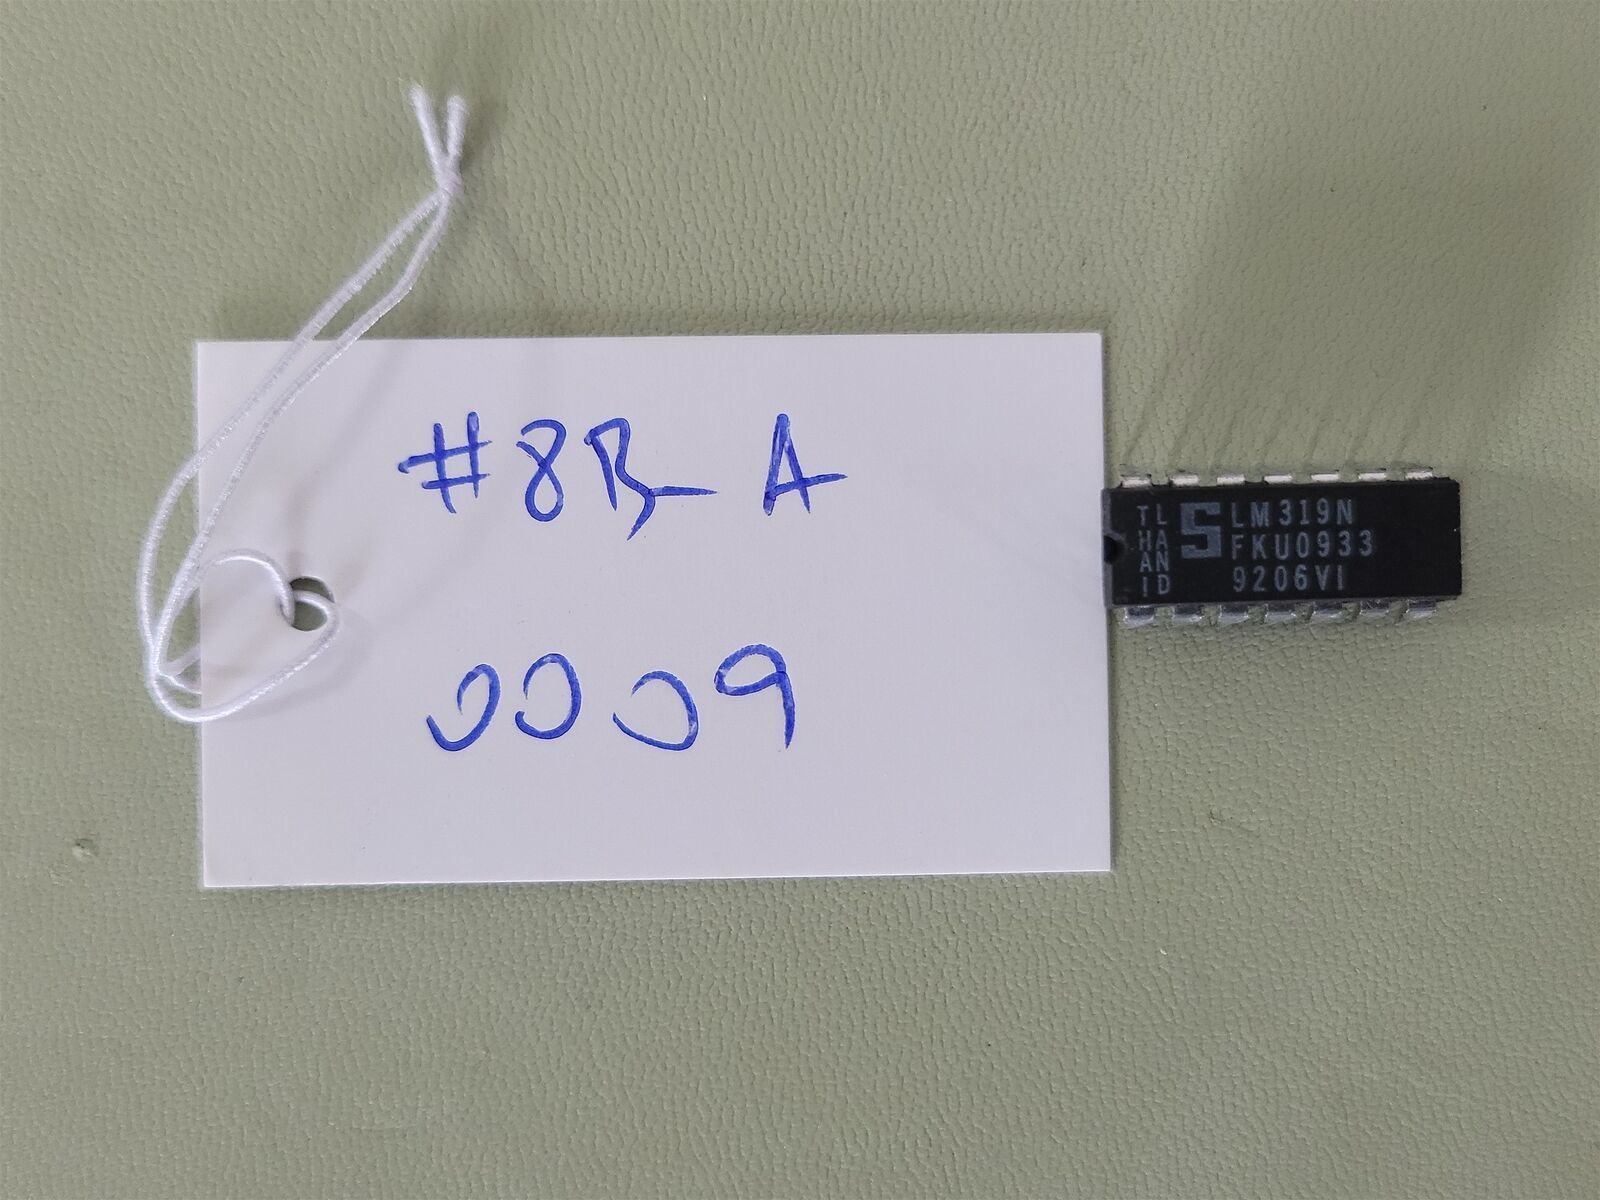 #8B-A
0009
TL
HA
AN
ID
S
LM319N
FKU0933
9206VI